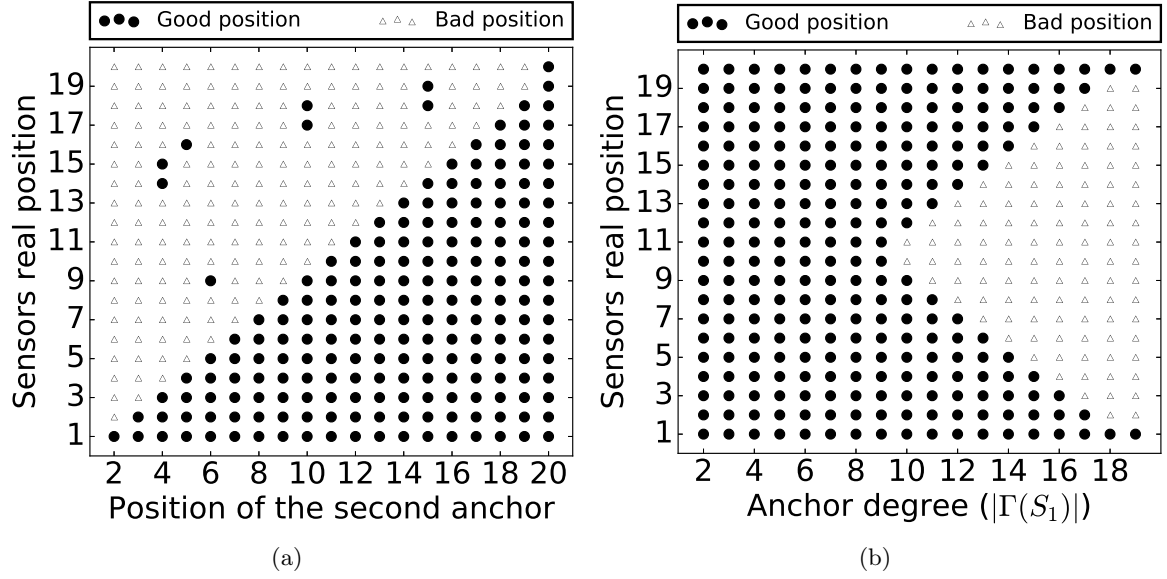 Good position Bad position
Sensors real position
19
17
15
13
11
9
7
5
3
1
2 4 6 8 10 12 14 16 18 20
Position of the second anchor
(a)
Good position Bad position
Sensors real position
19
17
15
13
11
9
7
5
3
1
2 4 6 8 10 12 14 16 18
Anchor degree (|Γ(S₁)|)
(b)